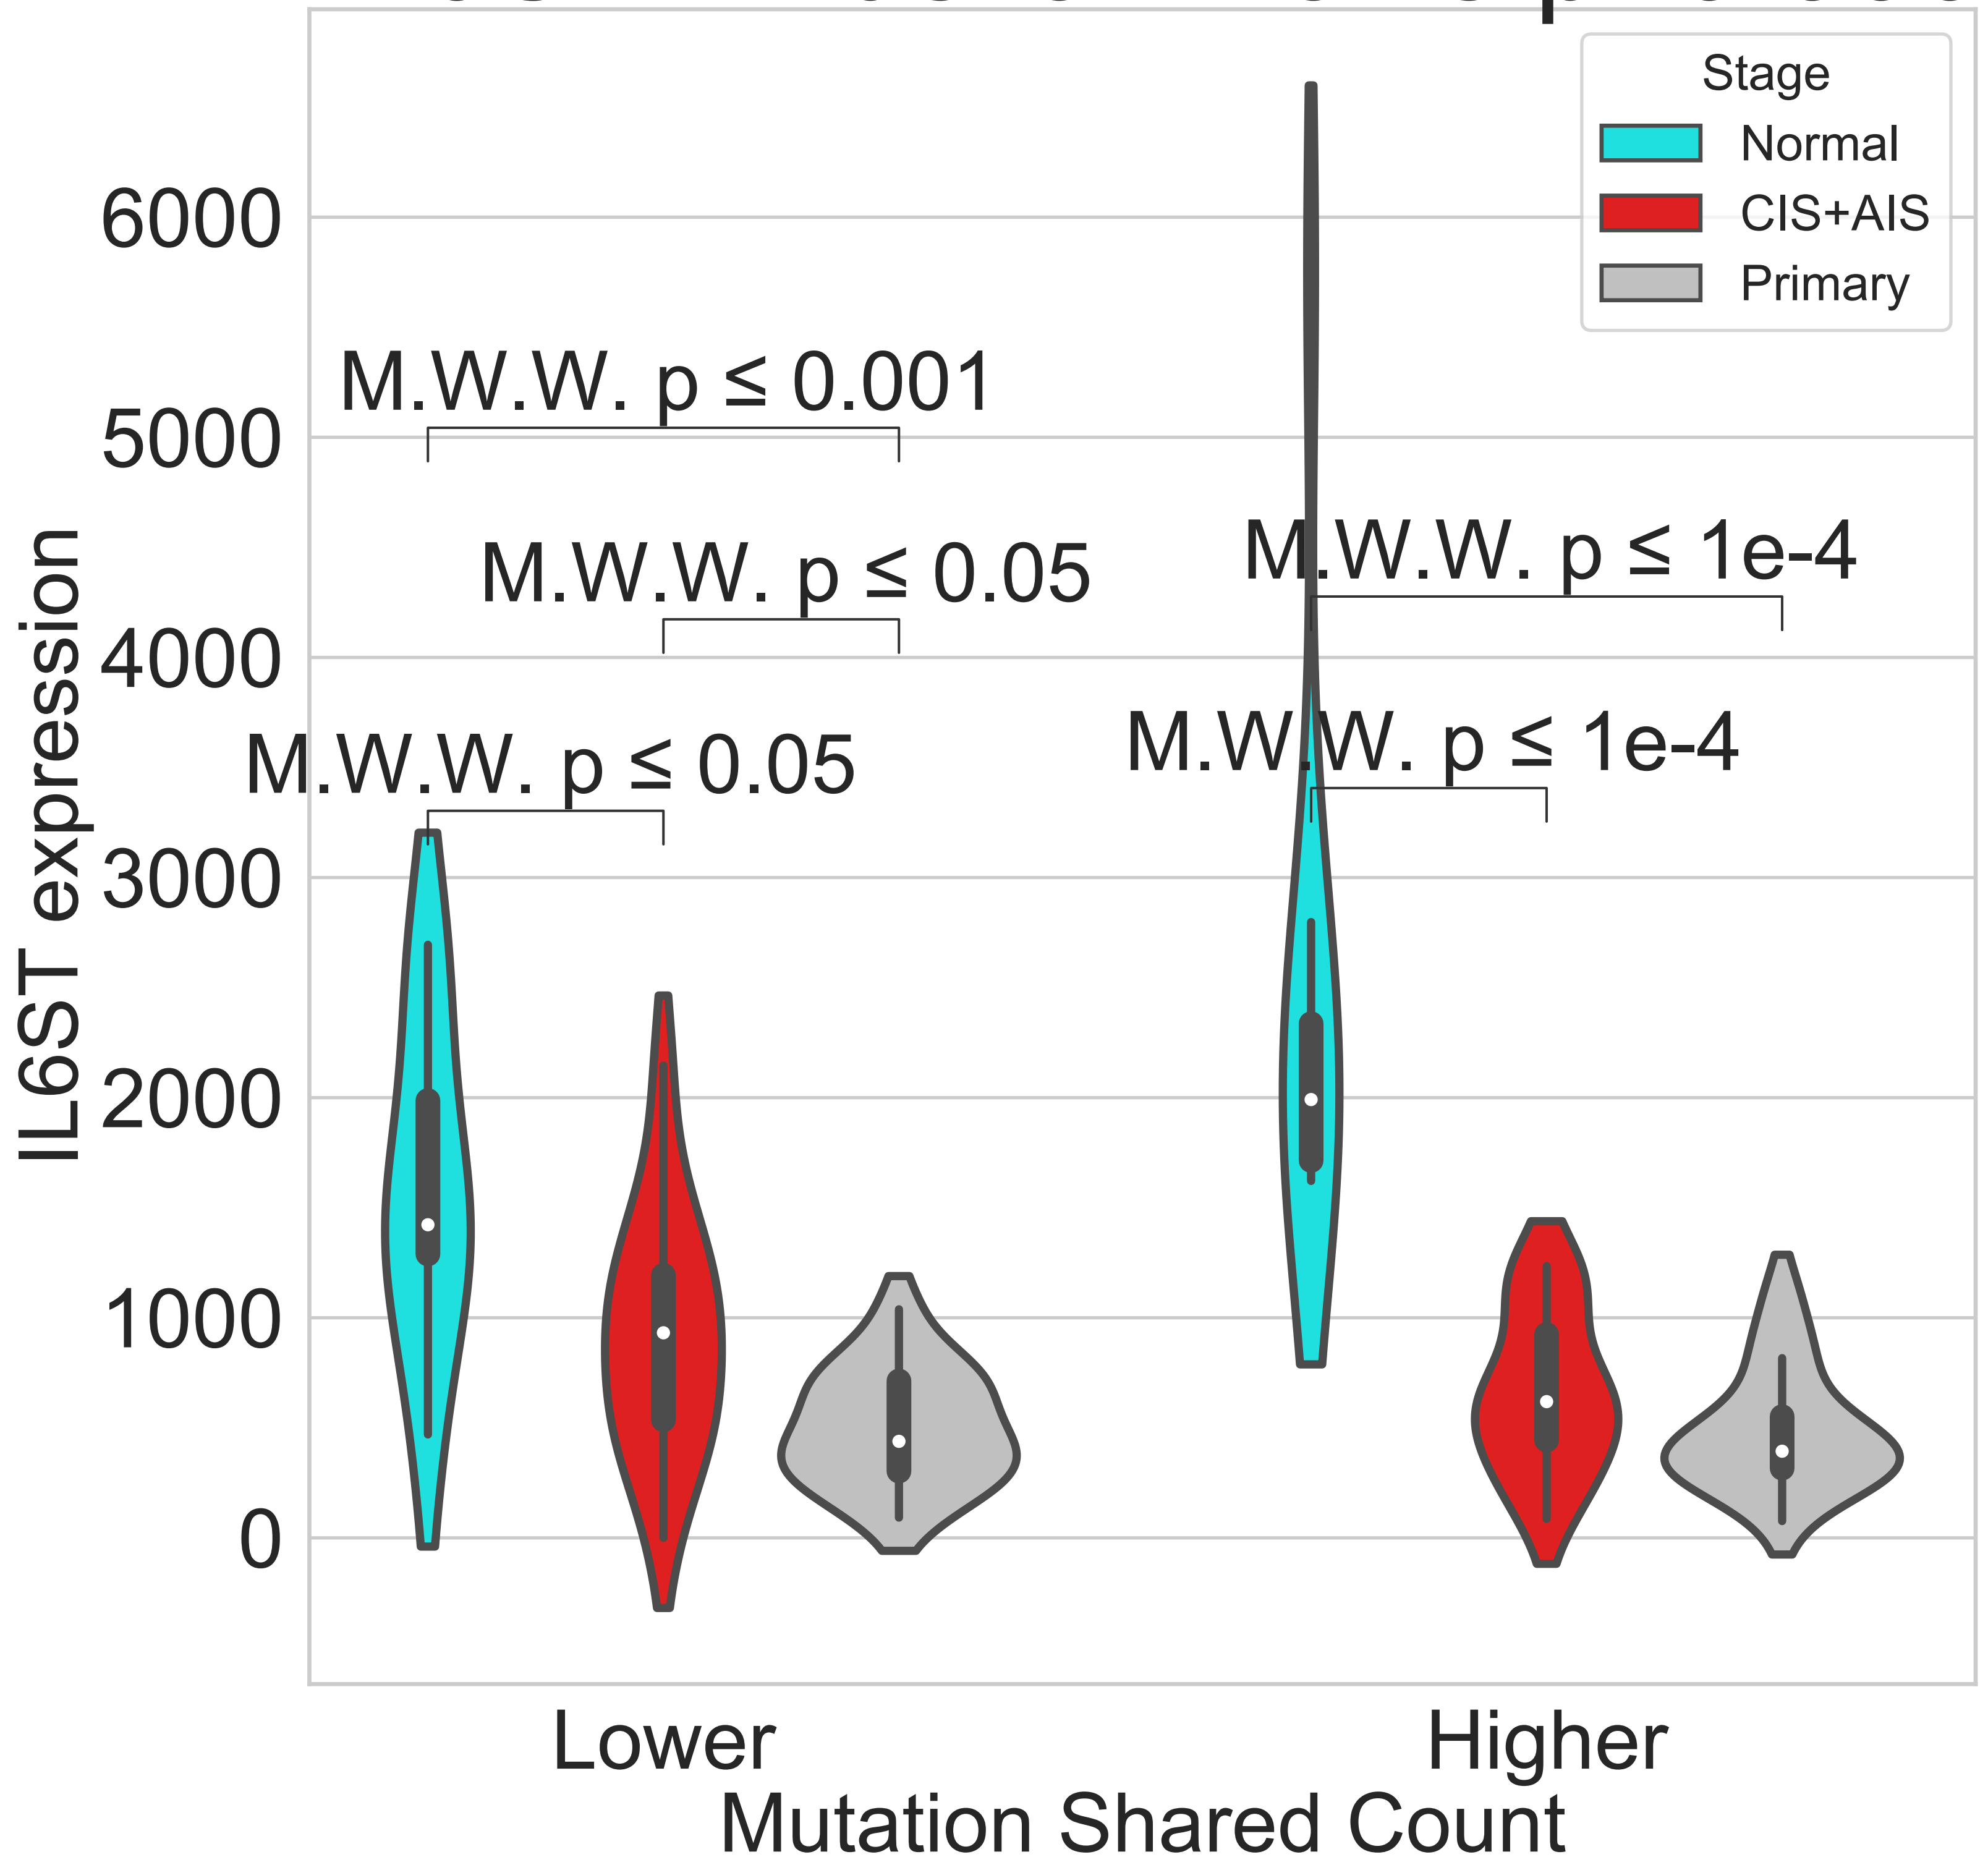 Stage
Normal
CIS+AIS
Primary
6000
5000
4000
3000
2000
1000
0
IL6ST expression
M.W.W. p ≤ 0.001
M.W.W. p ≤ 0.05
M.W.W. p ≤ 1e-4
M.W.W. p ≤ 0.05
M.W.W. p ≤ 1e-4
Lower
Higher
Mutation Shared Count